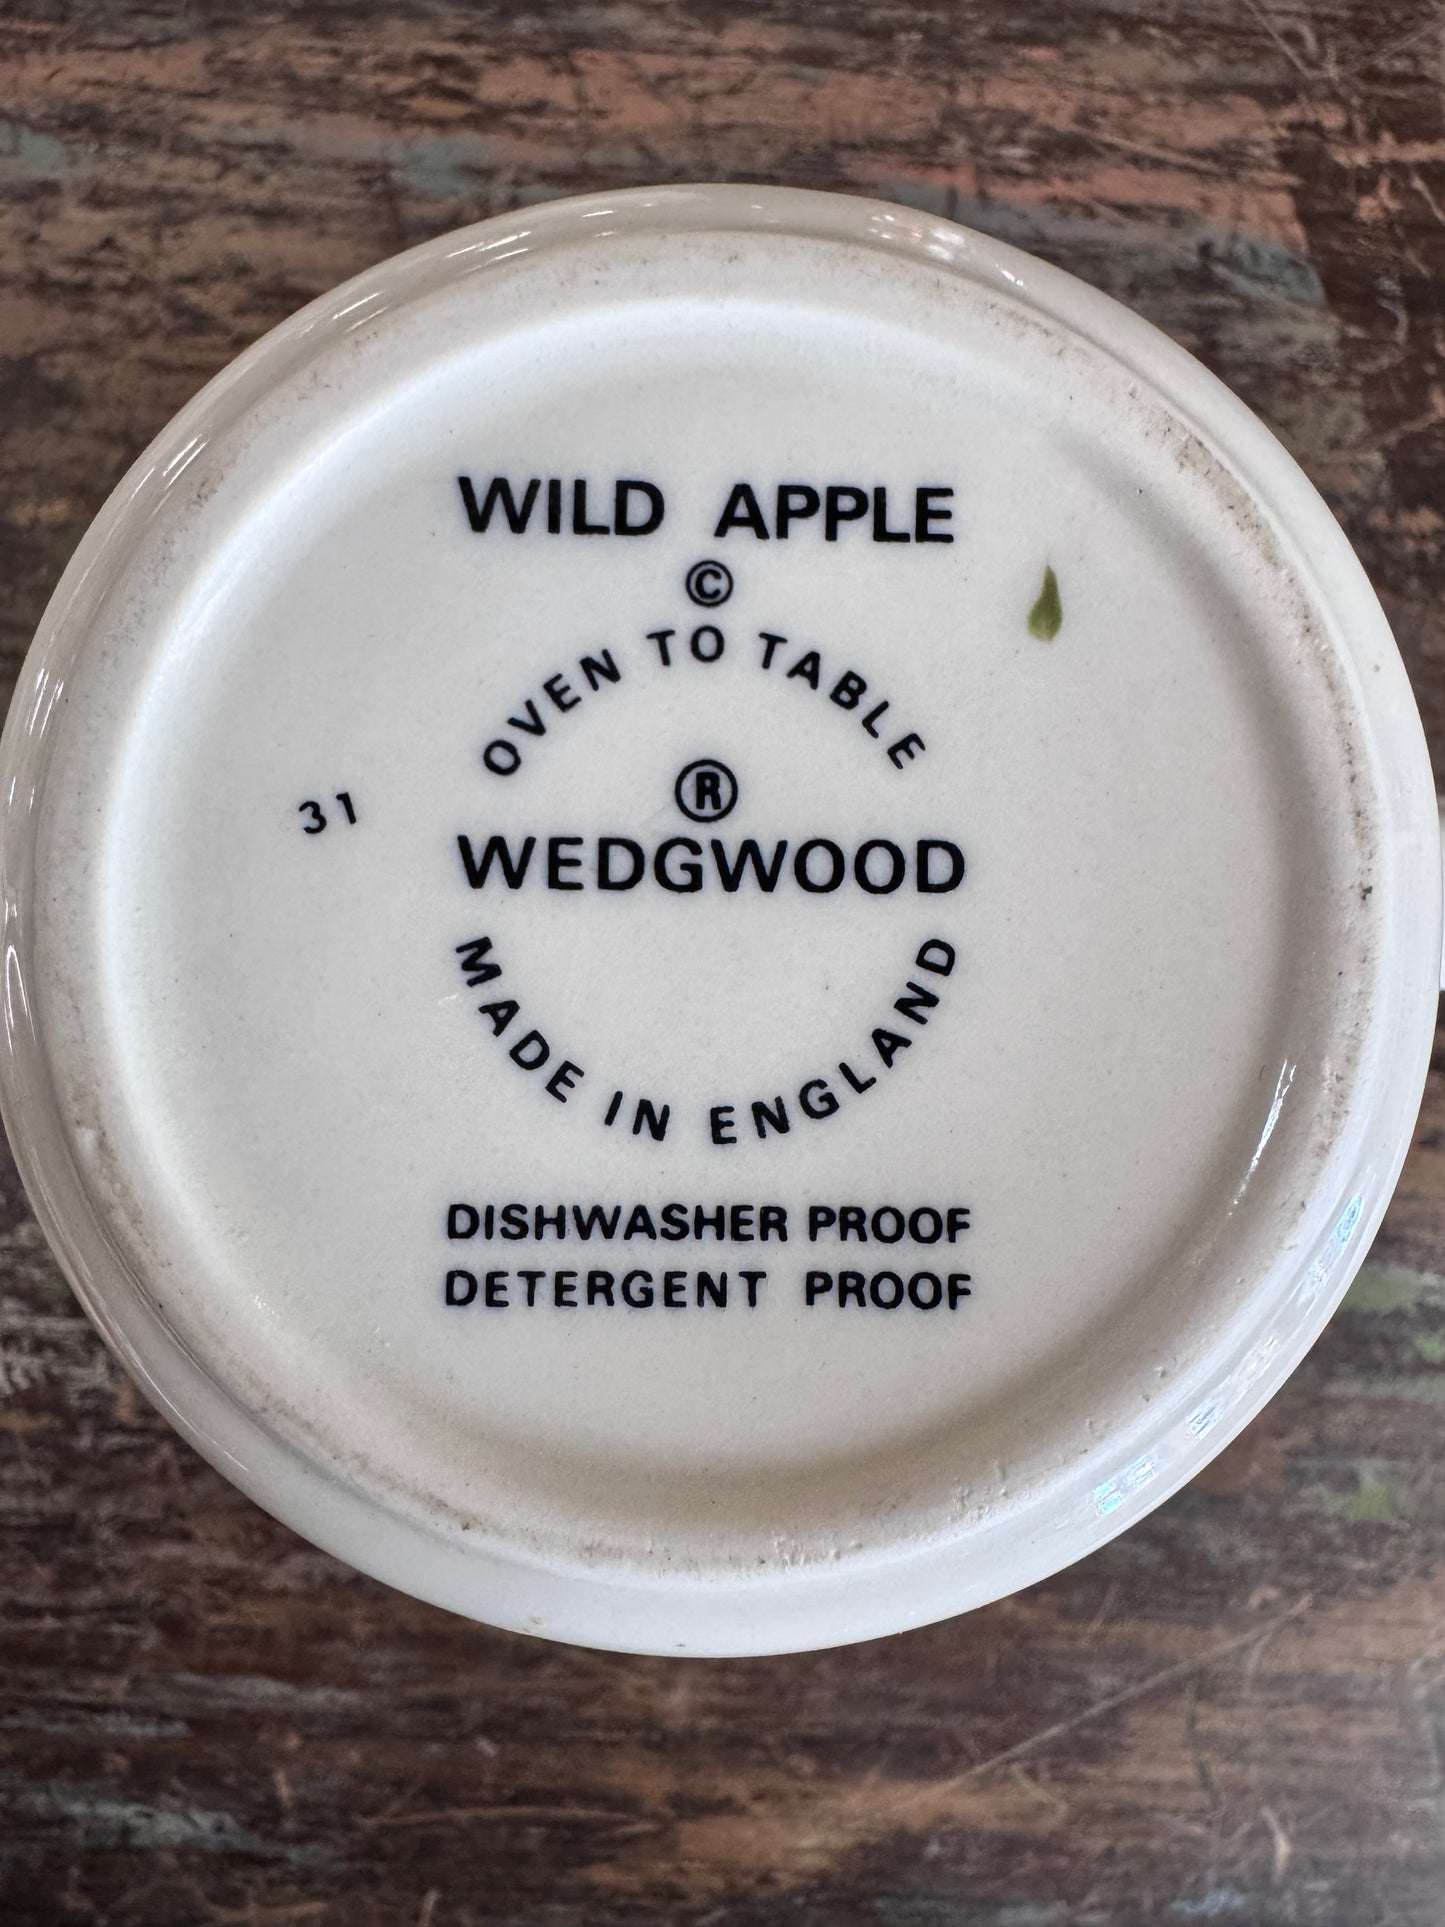 WILD APPLE
©
OVEN TO TABLE
31
®
WEDGWOOD
MADE IN ENGLAND
DISHWASHER PROOF
DETERGENT PROOF